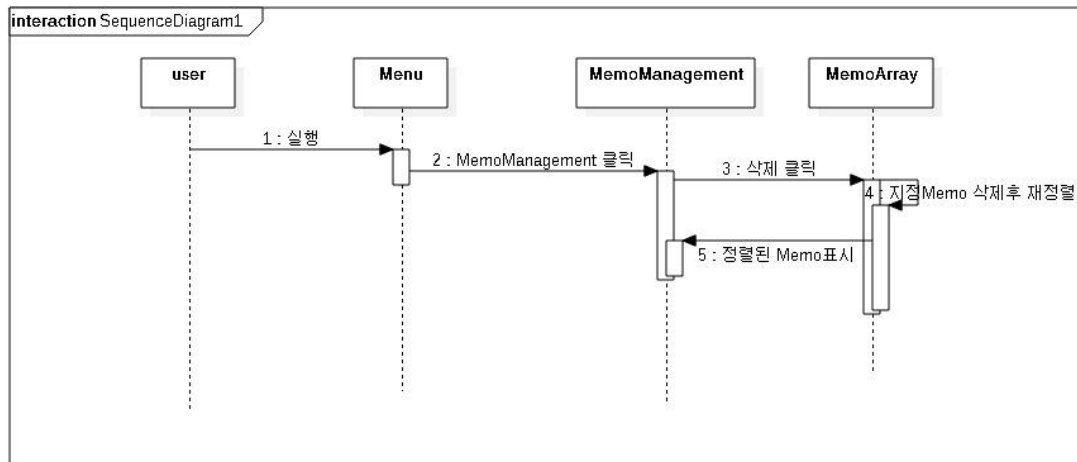 interaction SequenceDiagram1
user
Menu
MemoManagement
MemoArray
1 : 실행
2 : MemoManagement 클릭
3 : 삭제 클릭
4 : 지정Memo 삭제후 재정렬
5 : 정렬된 Memo표시